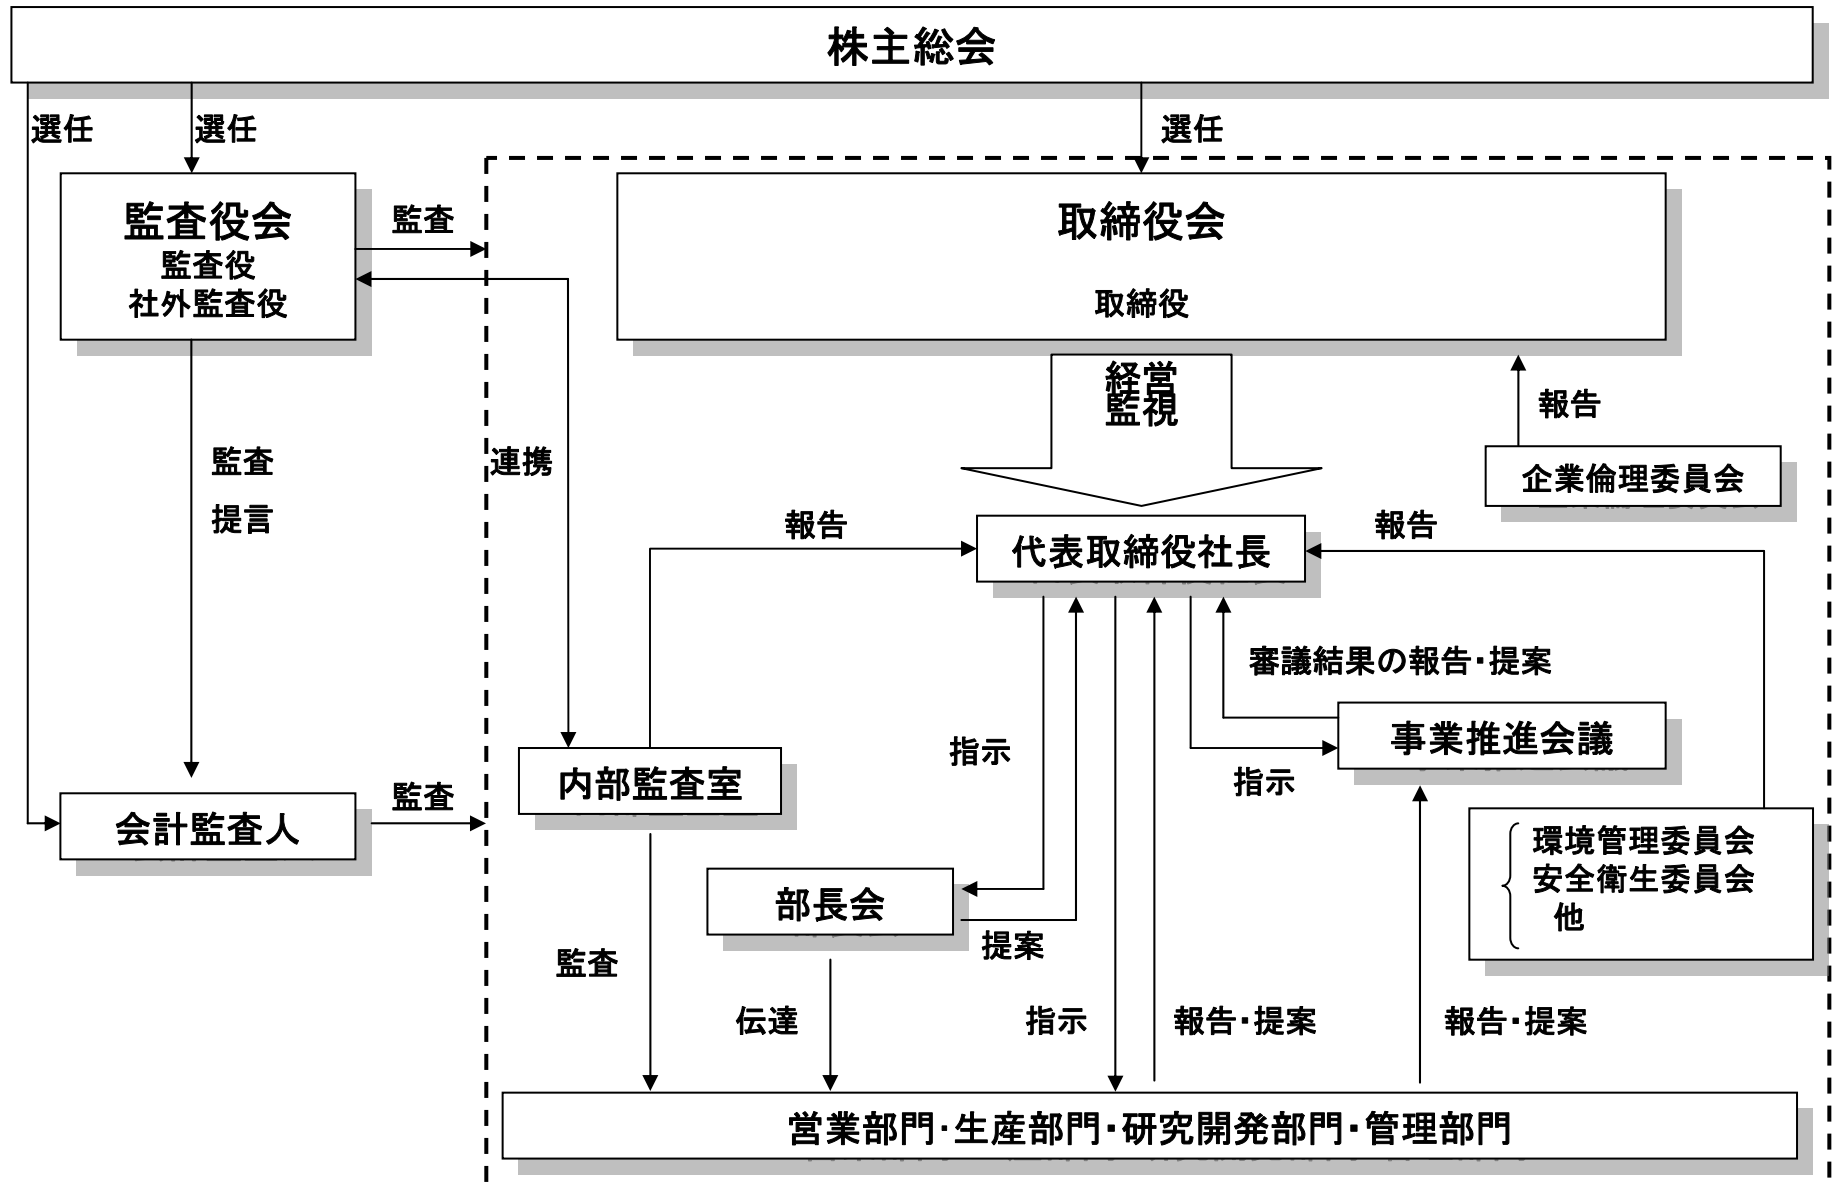 株主総会
選任
選任
選任
監査役会
監査役
社外監査役
監査
取締役会
取締役
経営
監視
報告
企業倫理委員会
監査
提言
連携
報告
代表取締役社長
報告
審議結果の報告・提案
事業推進会議
指示
指示
内部監査室
会計監査人
監査
環境管理委員会
安全衛生委員会
他
部長会
提案
監査
伝達
指示
報告・提案
報告・提案
営業部門・生産部門・研究開発部門・管理部門